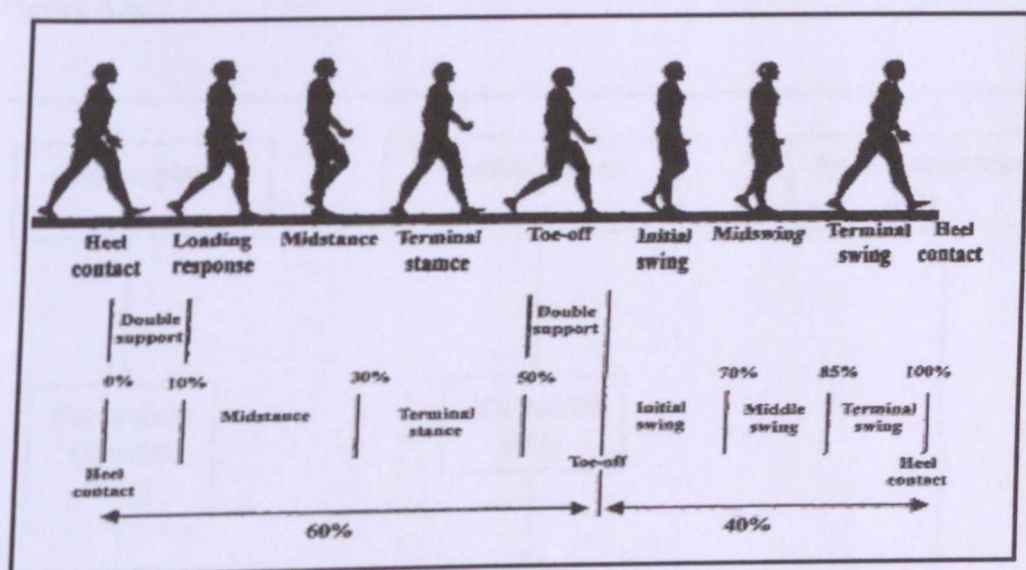 Heel
contact
Loading
response
Midstance
Terminal
stamce
Toe-off
Initial
swing
Midswing
Terminal
swing
Heel
contact
Double
support
Double
support
0%
10%
30%
50%
70%
85%
100%
Midstance
Terminal
stance
Initial
swing
Middle
swing
Terminal
swing
Heel
contact
Toe-off
Heel
contact
60%
40%